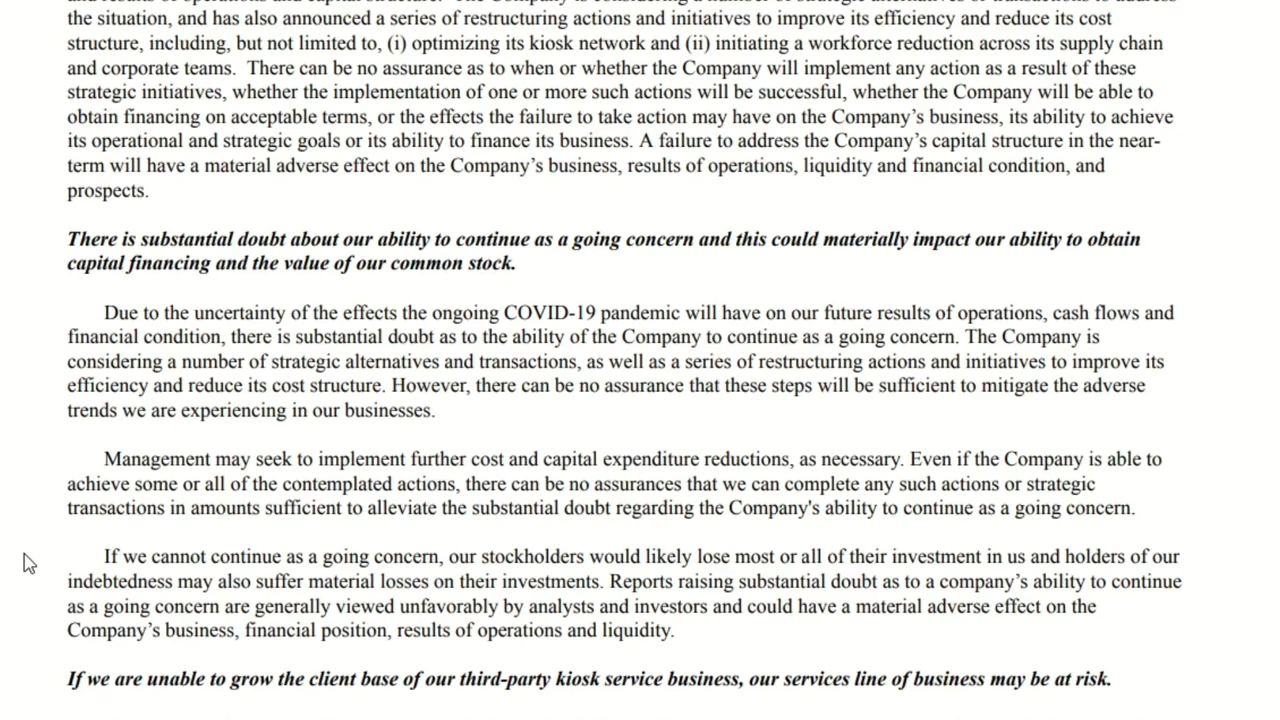 the situation, and has also announced a series of restructuring actions and initiatives to improve its efficiency and reduce its cost
structure, including, but not limited to, (i) optimizing its kiosk network and (ii) initiating a workforce reduction across its supply chain
and corporate teams.  There can be no assurance as to when or whether the Company will implement any action as a result of these
strategic initiatives, whether the implementation of one or more such actions will be successful, whether the Company will be able to
obtain financing on acceptable terms, or the effects the failure to take action may have on the Company’s business, its ability to achieve
its operational and strategic goals or its ability to finance its business. A failure to address the Company’s capital structure in the near-
term will have a material adverse effect on the Company’s business, results of operations, liquidity and financial condition, and
prospects.
There is substantial doubt about our ability to continue as a going concern and this could materially impact our ability to obtain
capital financing and the value of our common stock.
Due to the uncertainty of the effects the ongoing COVID-19 pandemic will have on our future results of operations, cash flows and
financial condition, there is substantial doubt as to the ability of the Company to continue as a going concern. The Company is
considering a number of strategic alternatives and transactions, as well as a series of restructuring actions and initiatives to improve its
efficiency and reduce its cost structure. However, there can be no assurance that these steps will be sufficient to mitigate the adverse
trends we are experiencing in our businesses.
Management may seek to implement further cost and capital expenditure reductions, as necessary. Even if the Company is able to
achieve some or all of the contemplated actions, there can be no assurances that we can complete any such actions or strategic
transactions in amounts sufficient to alleviate the substantial doubt regarding the Company's ability to continue as a going concern.
If we cannot continue as a going concern, our stockholders would likely lose most or all of their investment in us and holders of our
indebtedness may also suffer material losses on their investments. Reports raising substantial doubt as to a company’s ability to continue
as a going concern are generally viewed unfavorably by analysts and investors and could have a material adverse effect on the
Company’s business, financial position, results of operations and liquidity.
If we are unable to grow the client base of our third-party kiosk service business, our services line of business may be at risk.